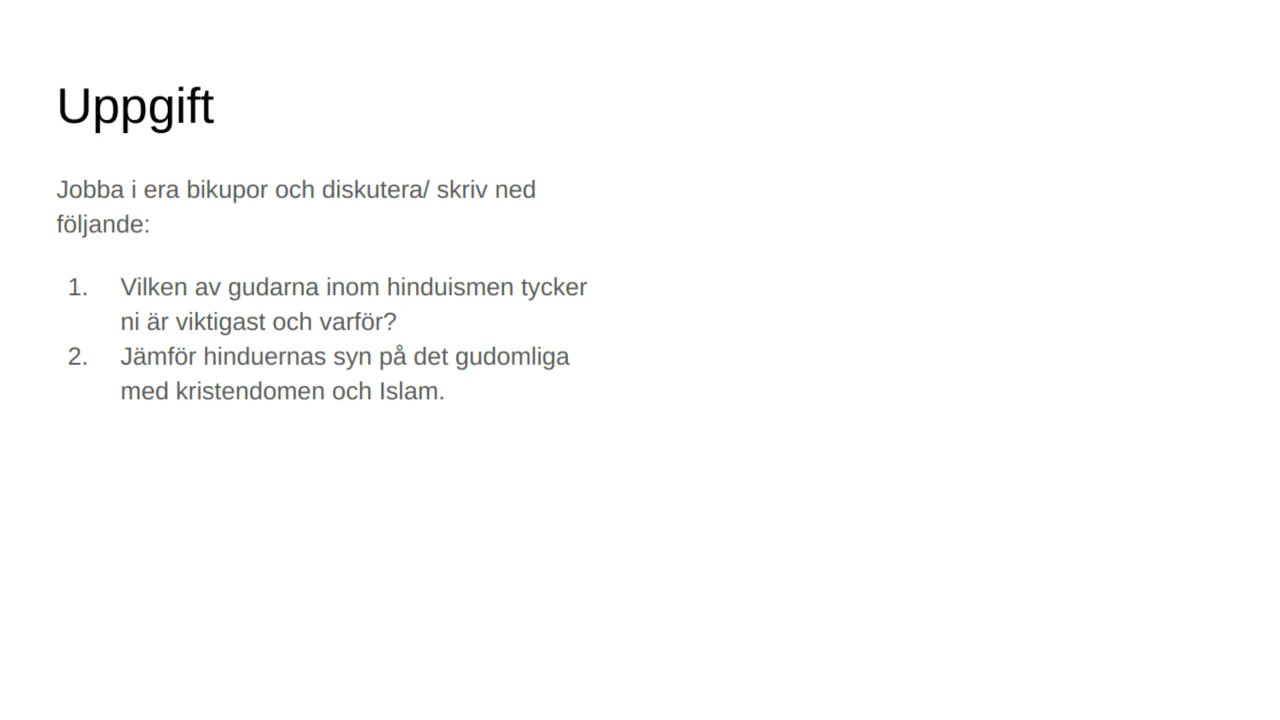 Uppgift
Jobba i era bikupor och diskutera/ skriv ned
följande:
1. Vilken av gudarna inom hinduismen tycker
ni är viktigast och varför?
2. Jämför hinduernas syn på det gudomliga
med kristendomen och Islam.